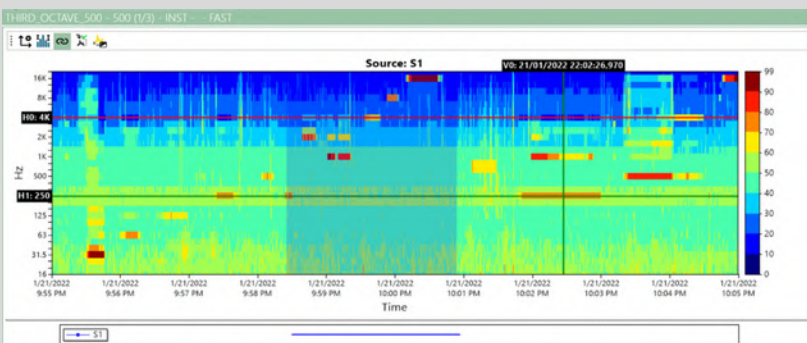 THIRD_OCTAVE_500 - 500 (1/3) - INST - - FAST
Source: S1
V0: 21/01/2022 22:02:26,970
16K
8K
H0: 4K
2K
1K
500
H1: 250
125
63
31.5
16
Hz
99
90
80
70
60
50
40
30
20
10
0
1/21/2022 1/21/2022 1/21/2022 1/21/2022 1/21/2022 1/21/2022 1/21/2022 1/21/2022 1/21/2022 1/21/2022 1/21/2022
9:55 PM 9:56 PM 9:57 PM 9:58 PM 9:59 PM 10:00 PM 10:01 PM 10:02 PM 10:03 PM 10:04 PM 10:05 PM
Time
S1